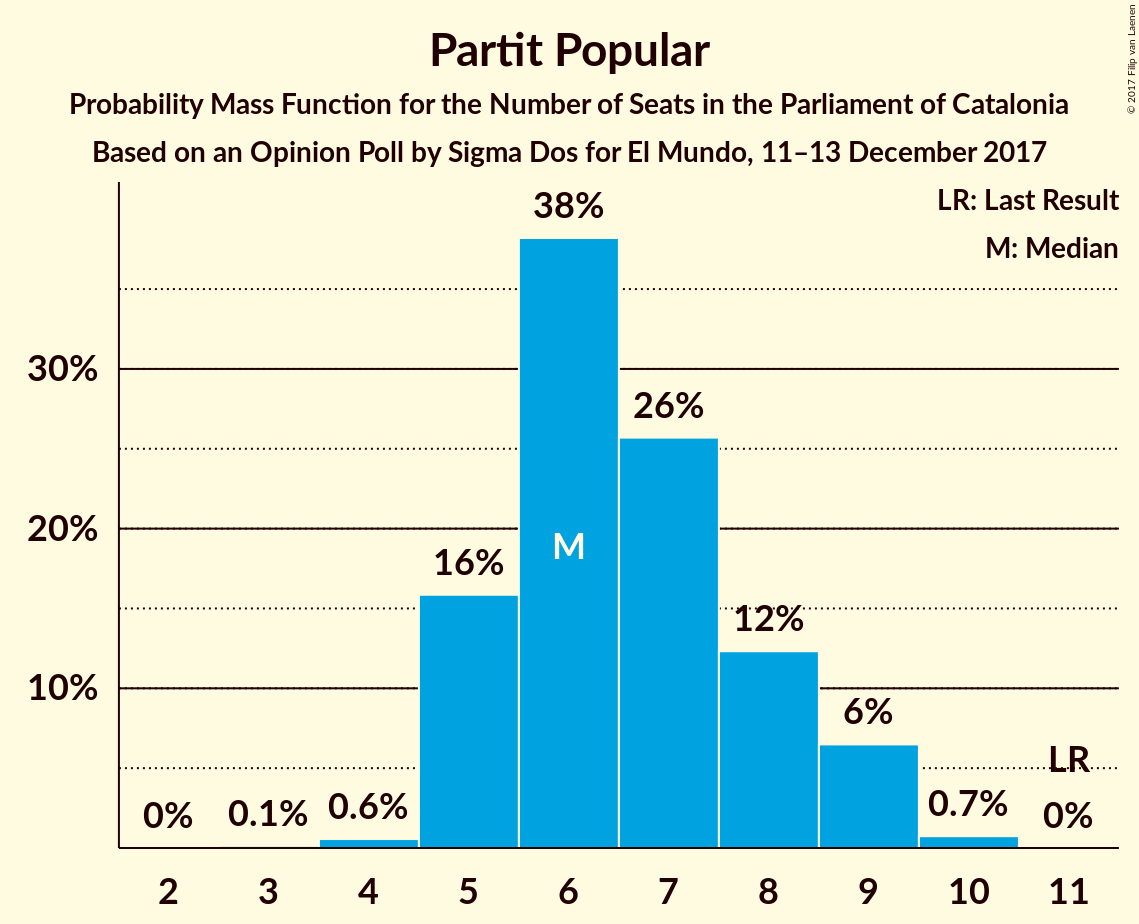 Partit Popular
Probability Mass Function for the Number of Seats in the Parliament of Catalonia
Based on an Opinion Poll by Sigma Dos for El Mundo, 11–13 December 2017
© 2017 Filip van Laenen
LR: Last Result
M: Median
30%
20%
10%
0%
0.1%
0.6%
16%
38%
M
26%
12%
6%
0.7%
LR
0%
2 3 4 5 6 7 8 9 10 11